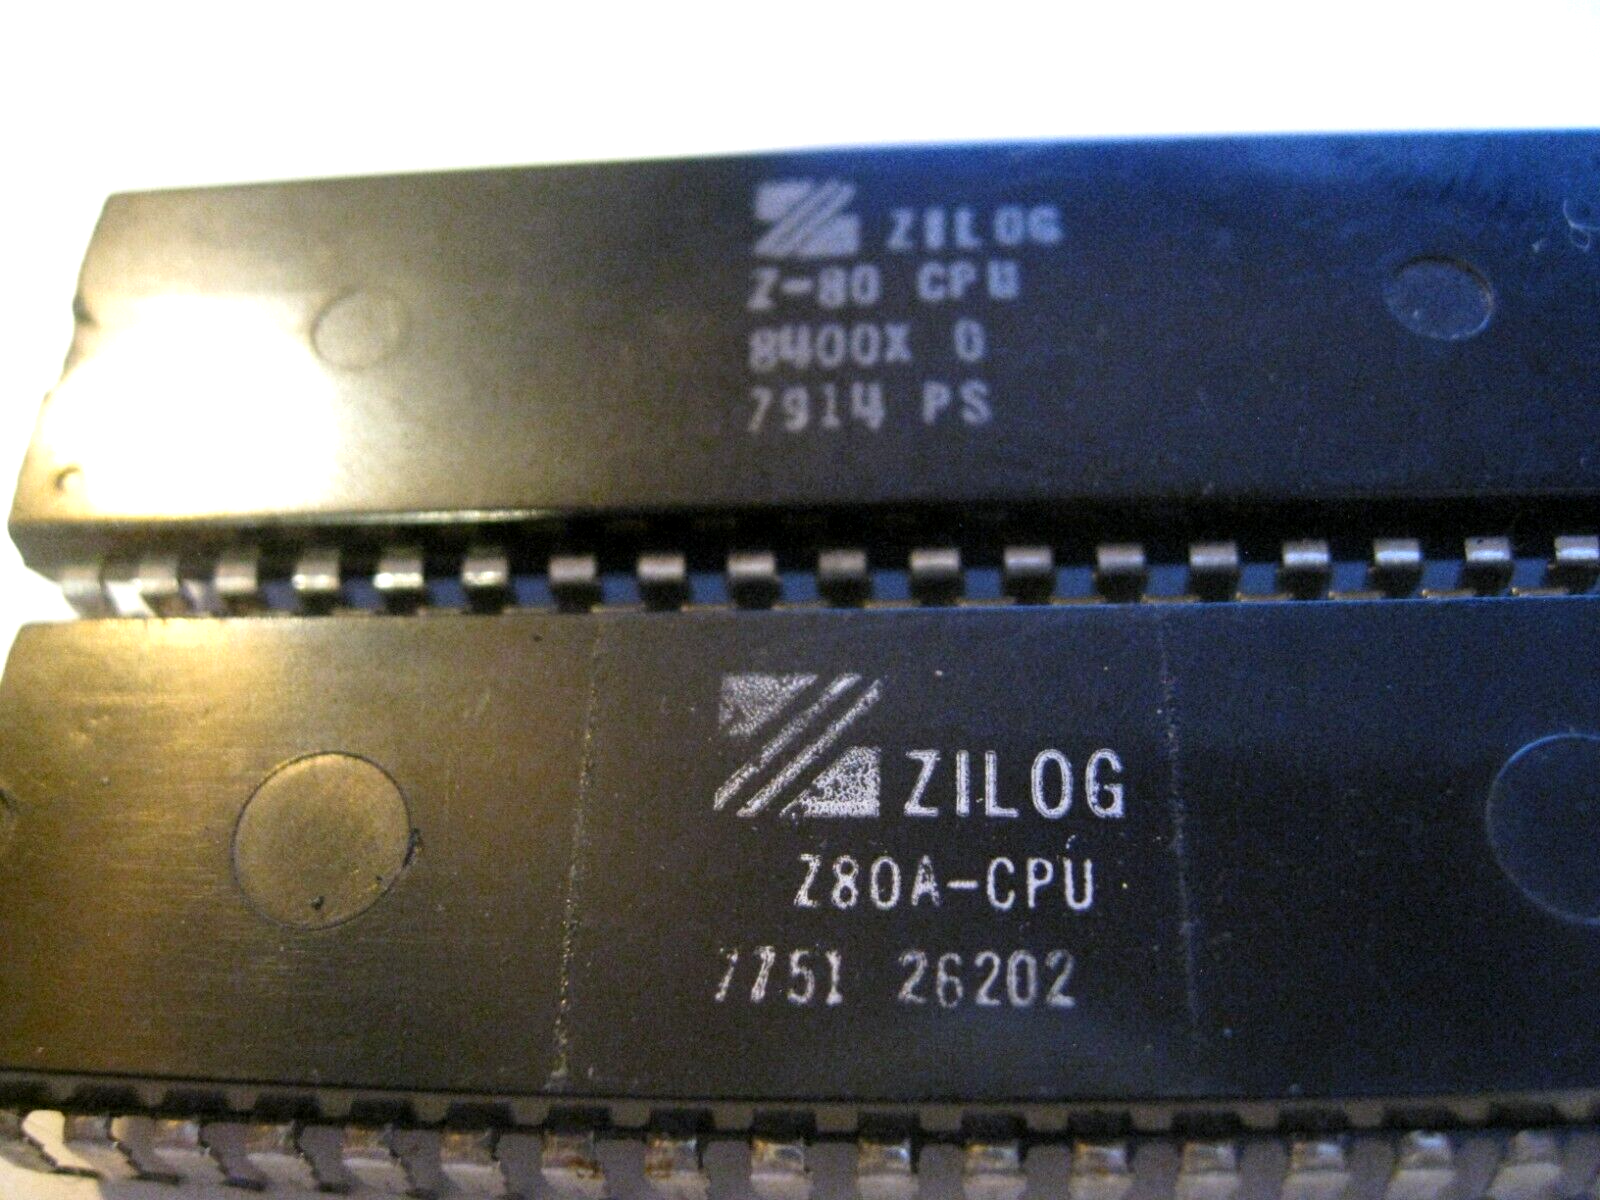 ZILOG
Z-80 CPU
8400X 0
7914 PS
ZILOG
Z80A-CPU
7751 26202